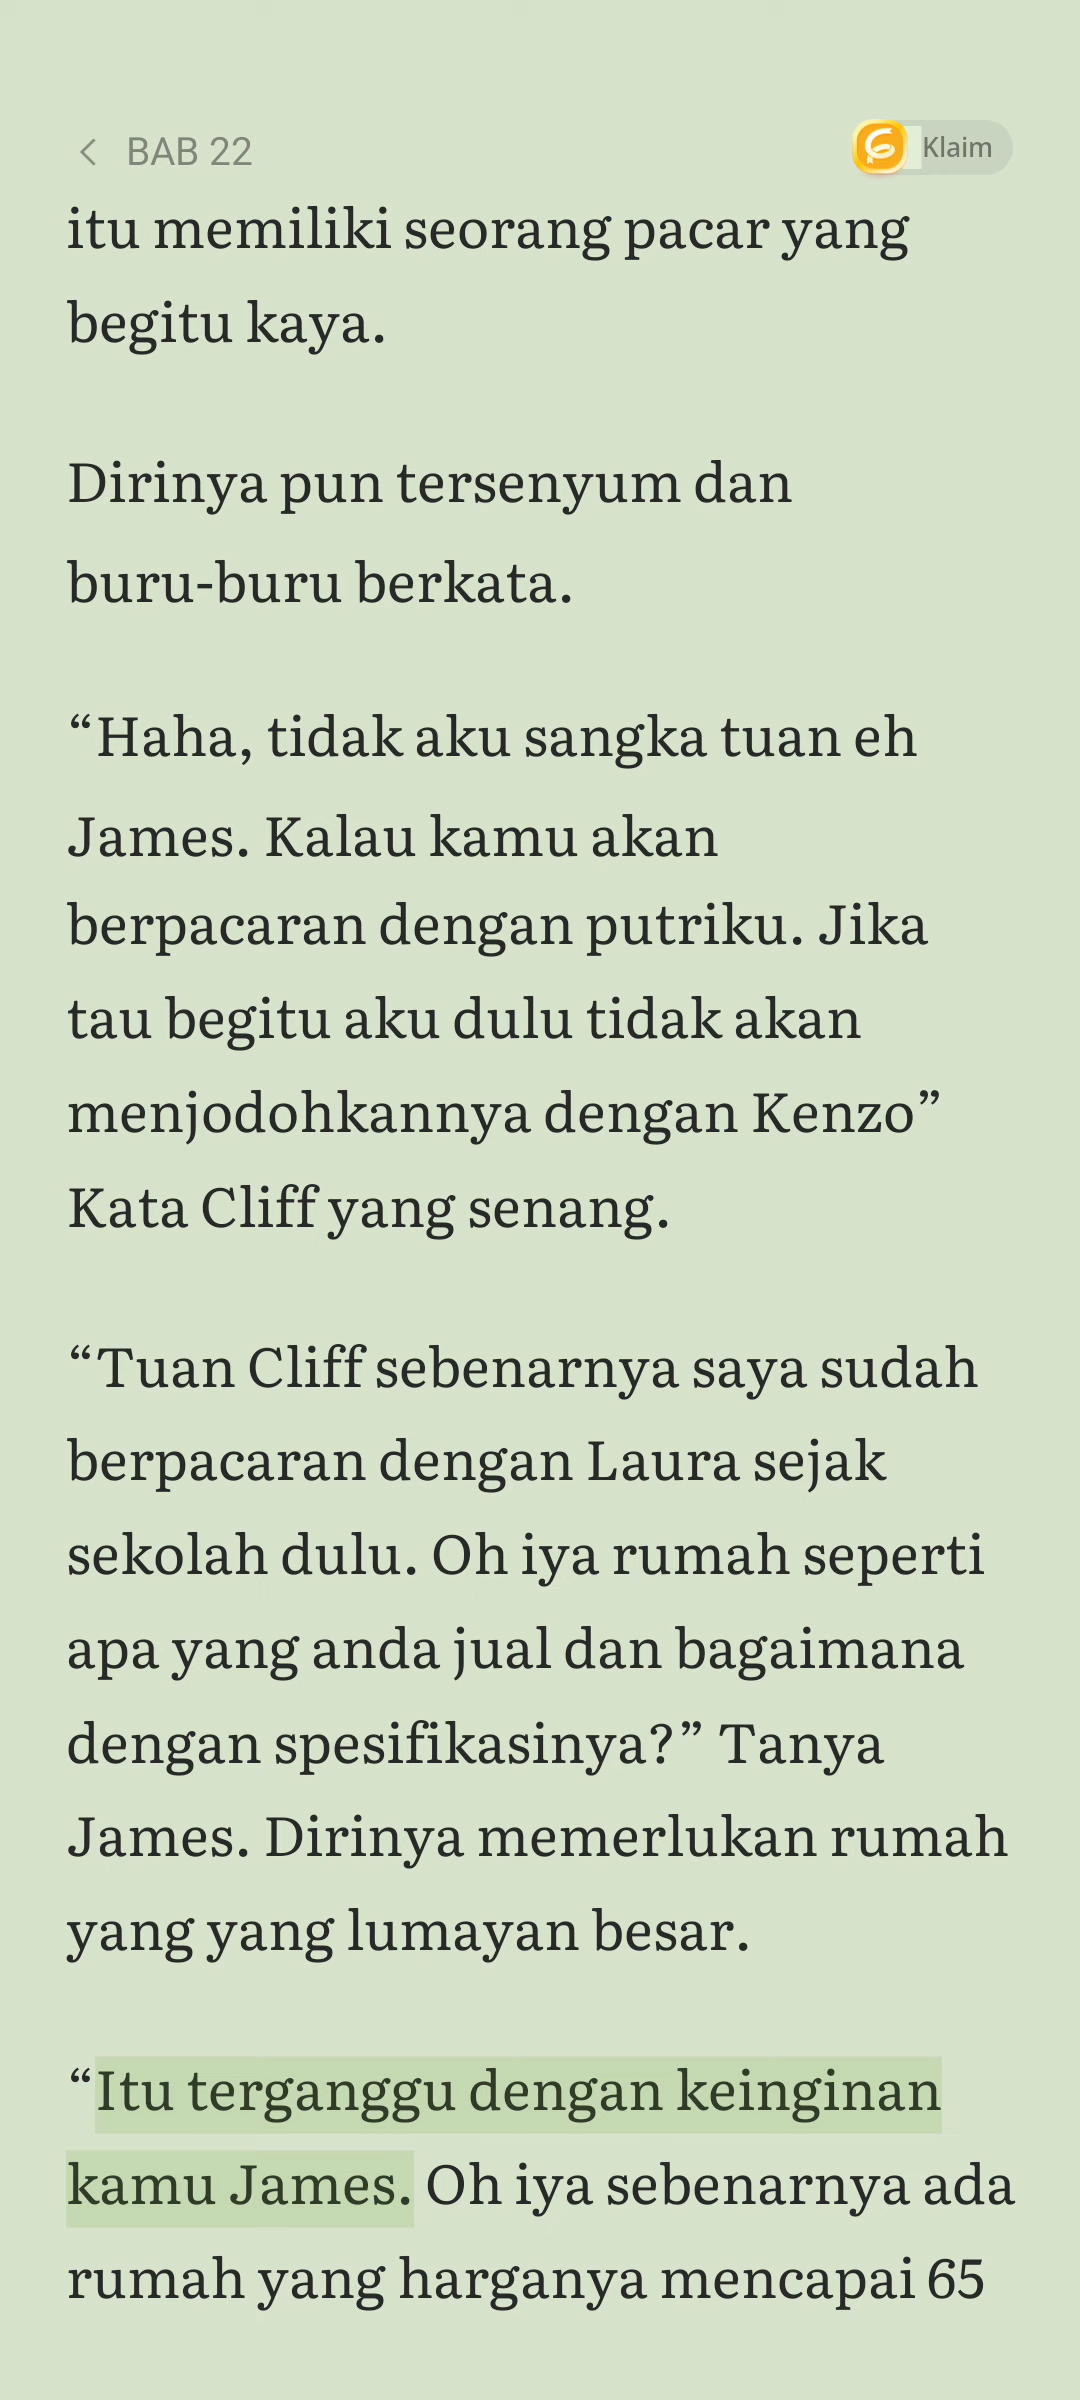 BAB 22
Klaim
itu memiliki seorang pacar yang
begitu kaya.
Dirinya pun tersenyum dan
buru-buru berkata.
“Haha, tidak aku sangka tuan eh
James. Kalau kamu akan
berpacaran dengan putriku. Jika
tau begitu aku dulu tidak akan
menjodohkannya dengan Kenzo”
Kata Cliff yang senang.
“Tuan Cliff sebenarnya saya sudah
berpacaran dengan Laura sejak
sekolah dulu. Oh iya rumah seperti
apa yang anda jual dan bagaimana
dengan spesifikasinya?” Tanya
James. Dirinya memerlukan rumah
yang yang lumayan besar.
“Itu terganggu dengan keinginan
kamu James. Oh iya sebenarnya ada
rumah yang harganya mencapai 65